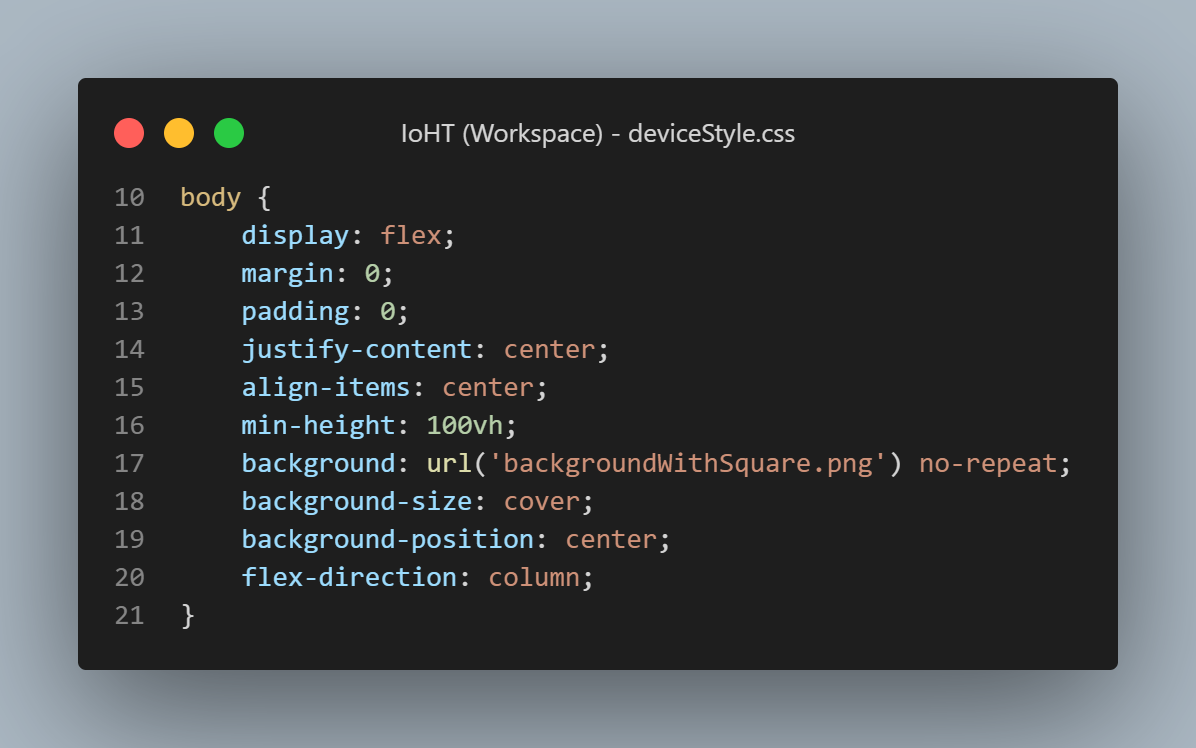 IoHT (Workspace) - deviceStyle.css
10 body {
11     display: flex;
12     margin: 0;
13     padding: 0;
14     justify-content: center;
15     align-items: center;
16     min-height: 100vh;
17     background: url('backgroundWithSquare.png') no-repeat;
18     background-size: cover;
19     background-position: center;
20     flex-direction: column;
21 }